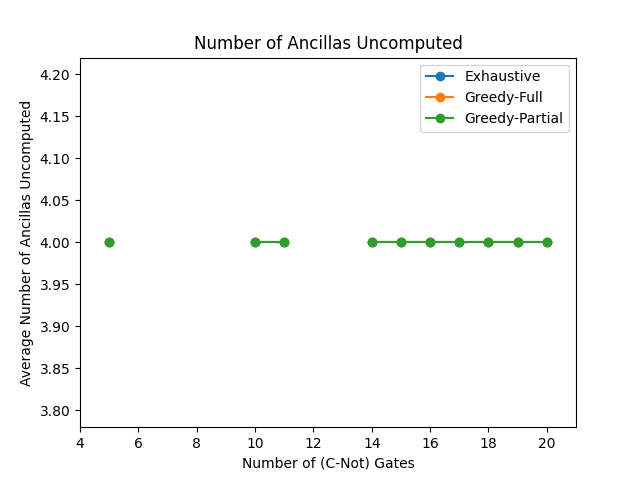 Number of Ancillas Uncomputed
Exhaustive
Greedy-Full
Greedy-Partial
Average Number of Ancillas Uncomputed
4.20
4.15
4.10
4.05
4.00
3.95
3.90
3.85
3.80
4 6 8 10 12 14 16 18 20
Number of (C-Not) Gates